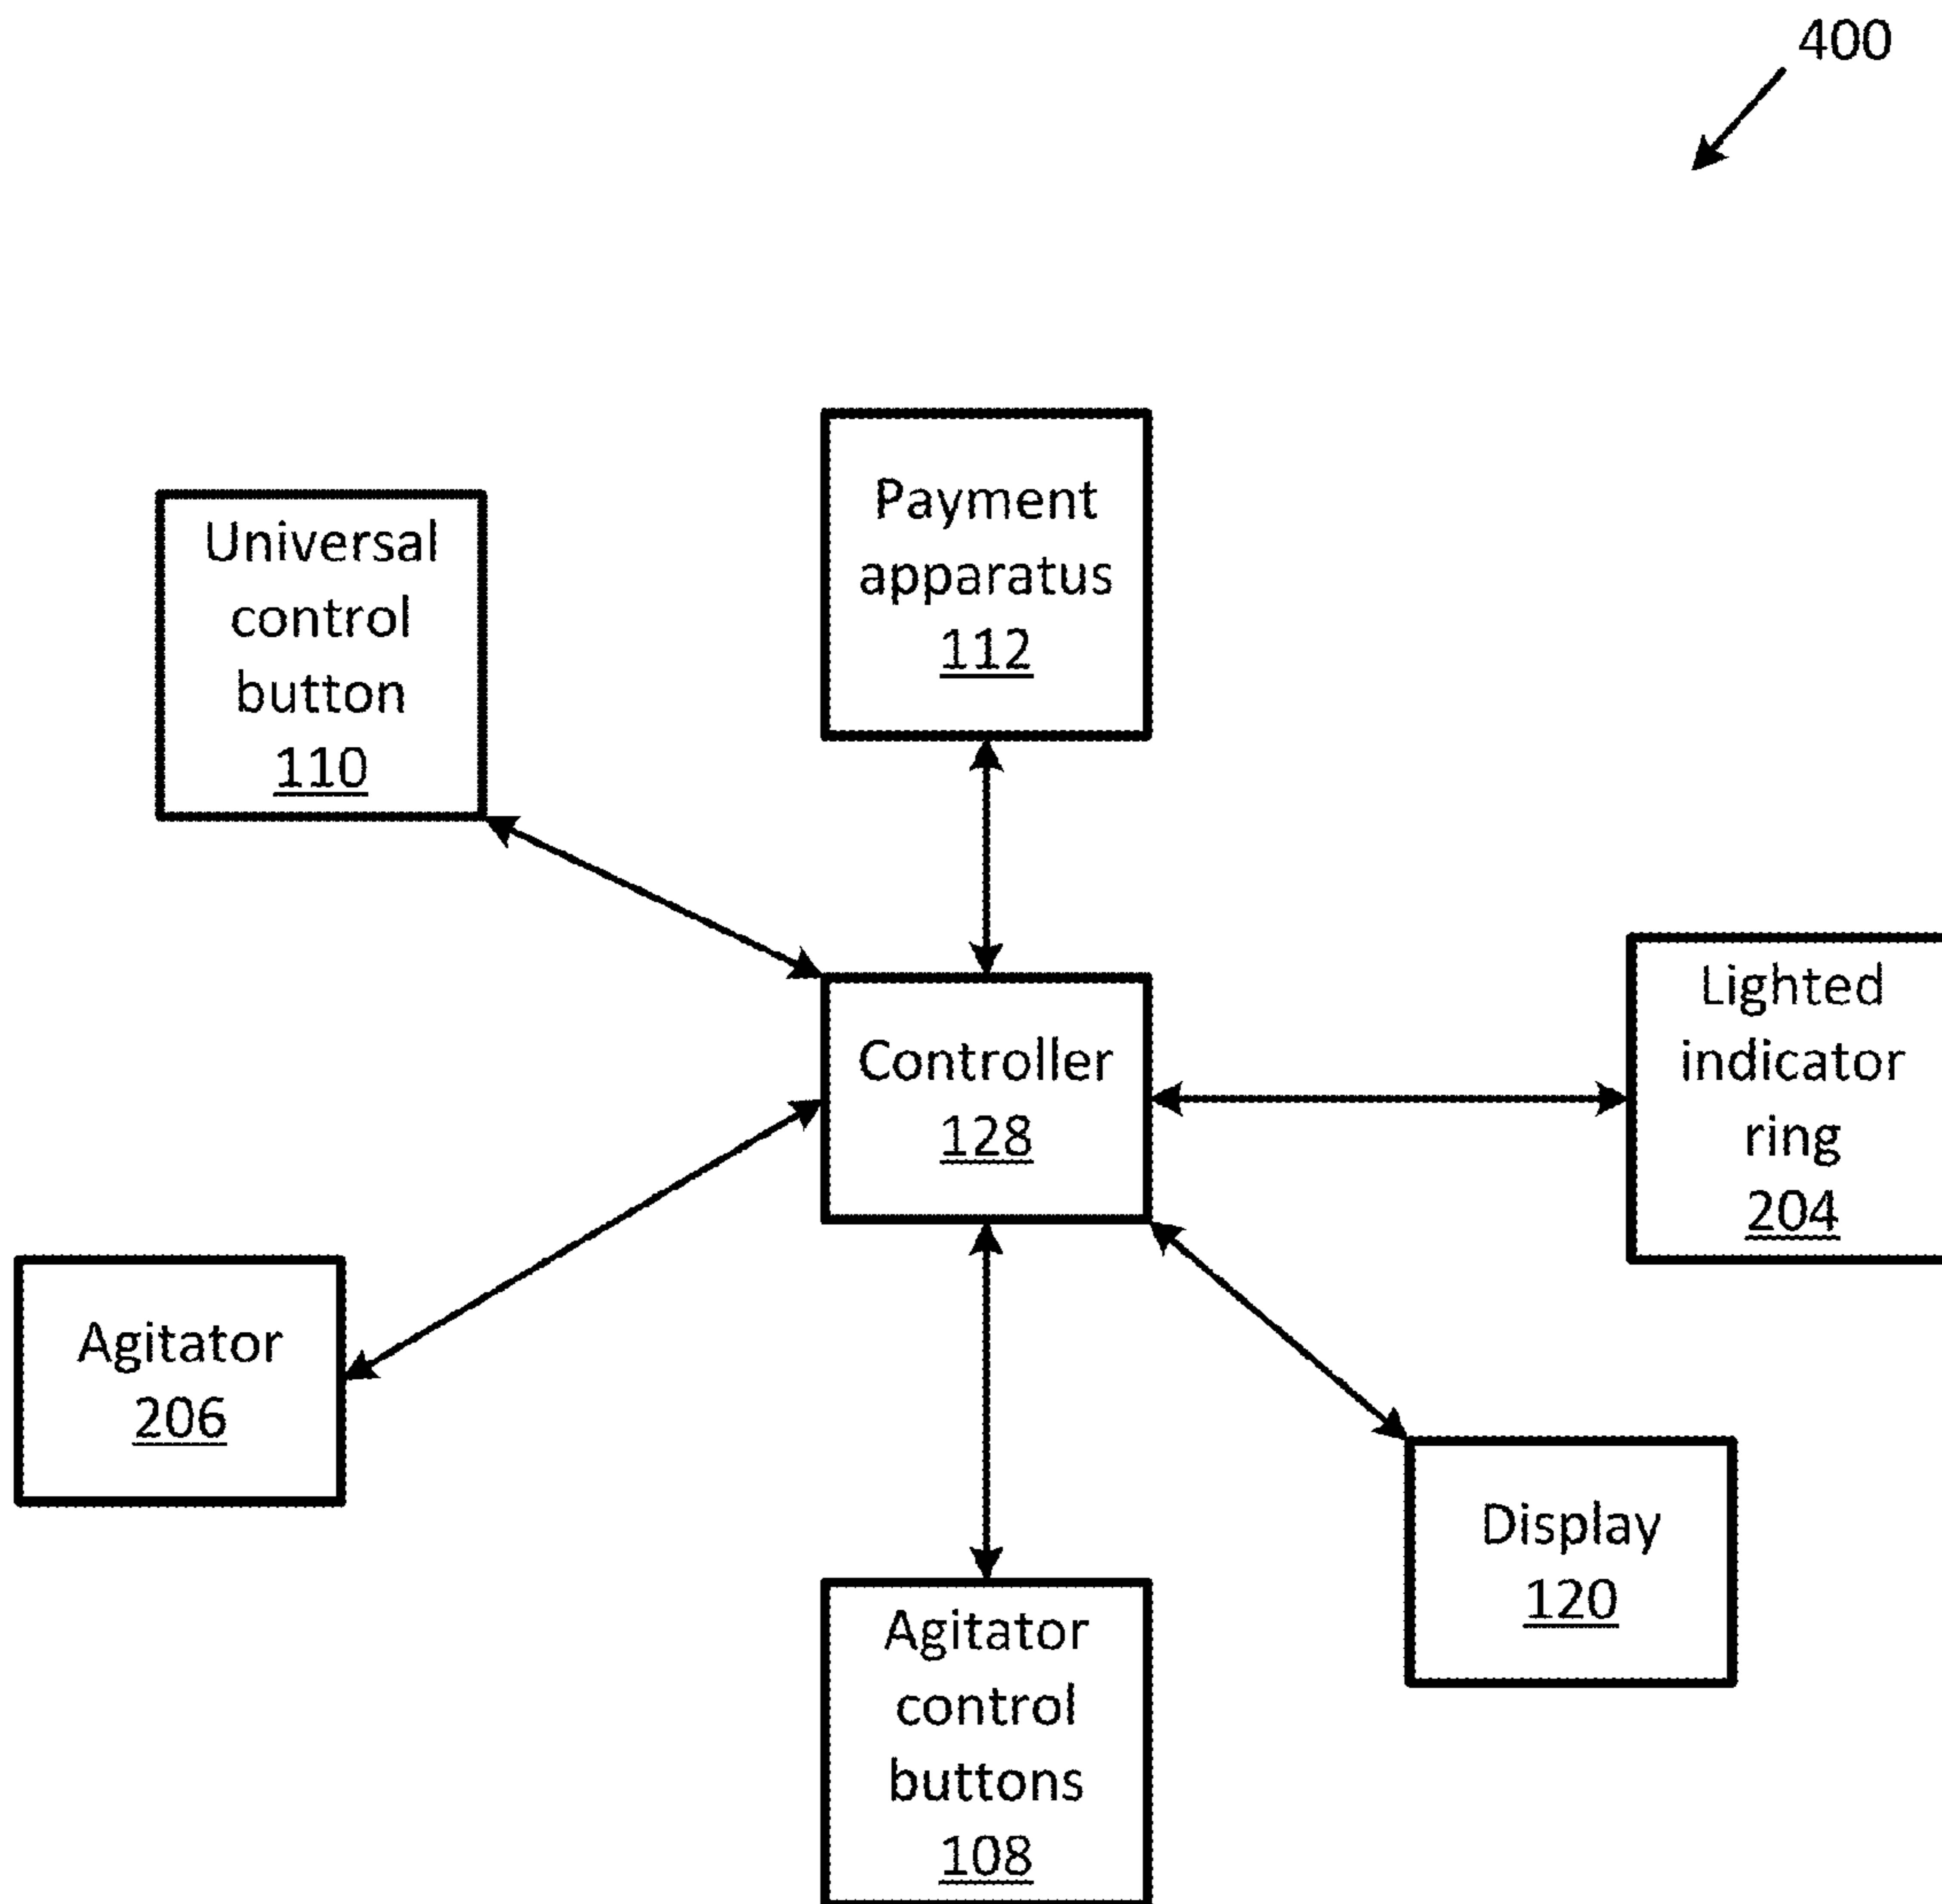 400
Payment
apparatus
112
Universal
control
button
110
Lighted
indicator
ring
204
Controller
128
Agitator
206
Display
120
Agitator
control
buttons
108